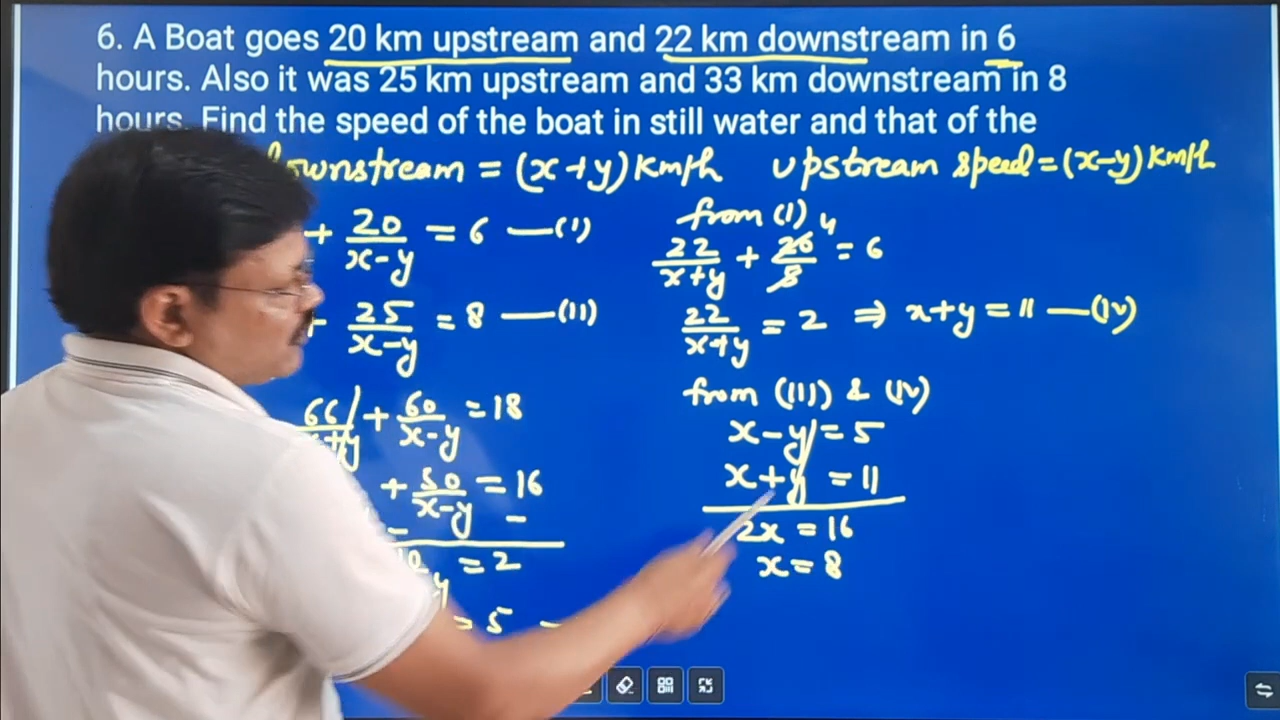 6. A Boat goes 20 km upstream and 22 km downstream in 6
hours. Also it was 25 km upstream and 33 km downstream in 8
hours. Find the speed of the boat in still water and that of the
downstream = (x+y) Km/h upstream speed = (x-y) Km/h
+ 20/x-y = 6 — (I)
25/x-y = 8 — (II)
66/x+y + 60/x-y = 18
+ 50/x-y = 16
-
= 2
= 5
from (I)
22/x+y + 20/5 4 = 6
22/x+y = 2 ⇒ x+y = 11 — (IV)
from (III) & (IV)
x-y = 5
x+y = 11
2x = 16
x = 8